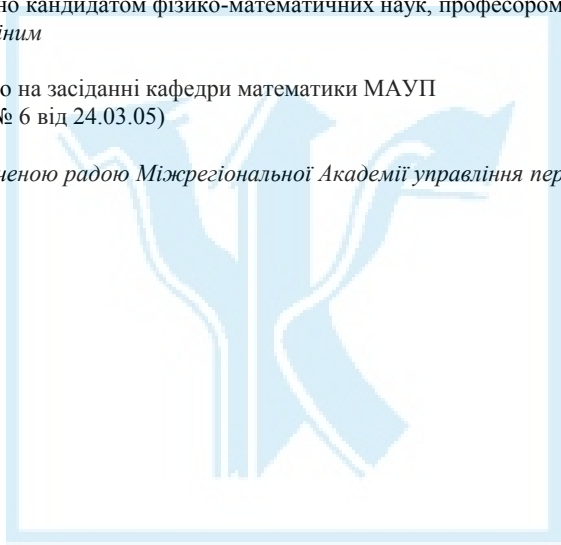 но кандидатом фізико-математичних наук, професором
іним
о на засіданні кафедри математики МАУП
№ 6 від 24.03.05)
ченою радою Міжрегіональної Академії управління пер